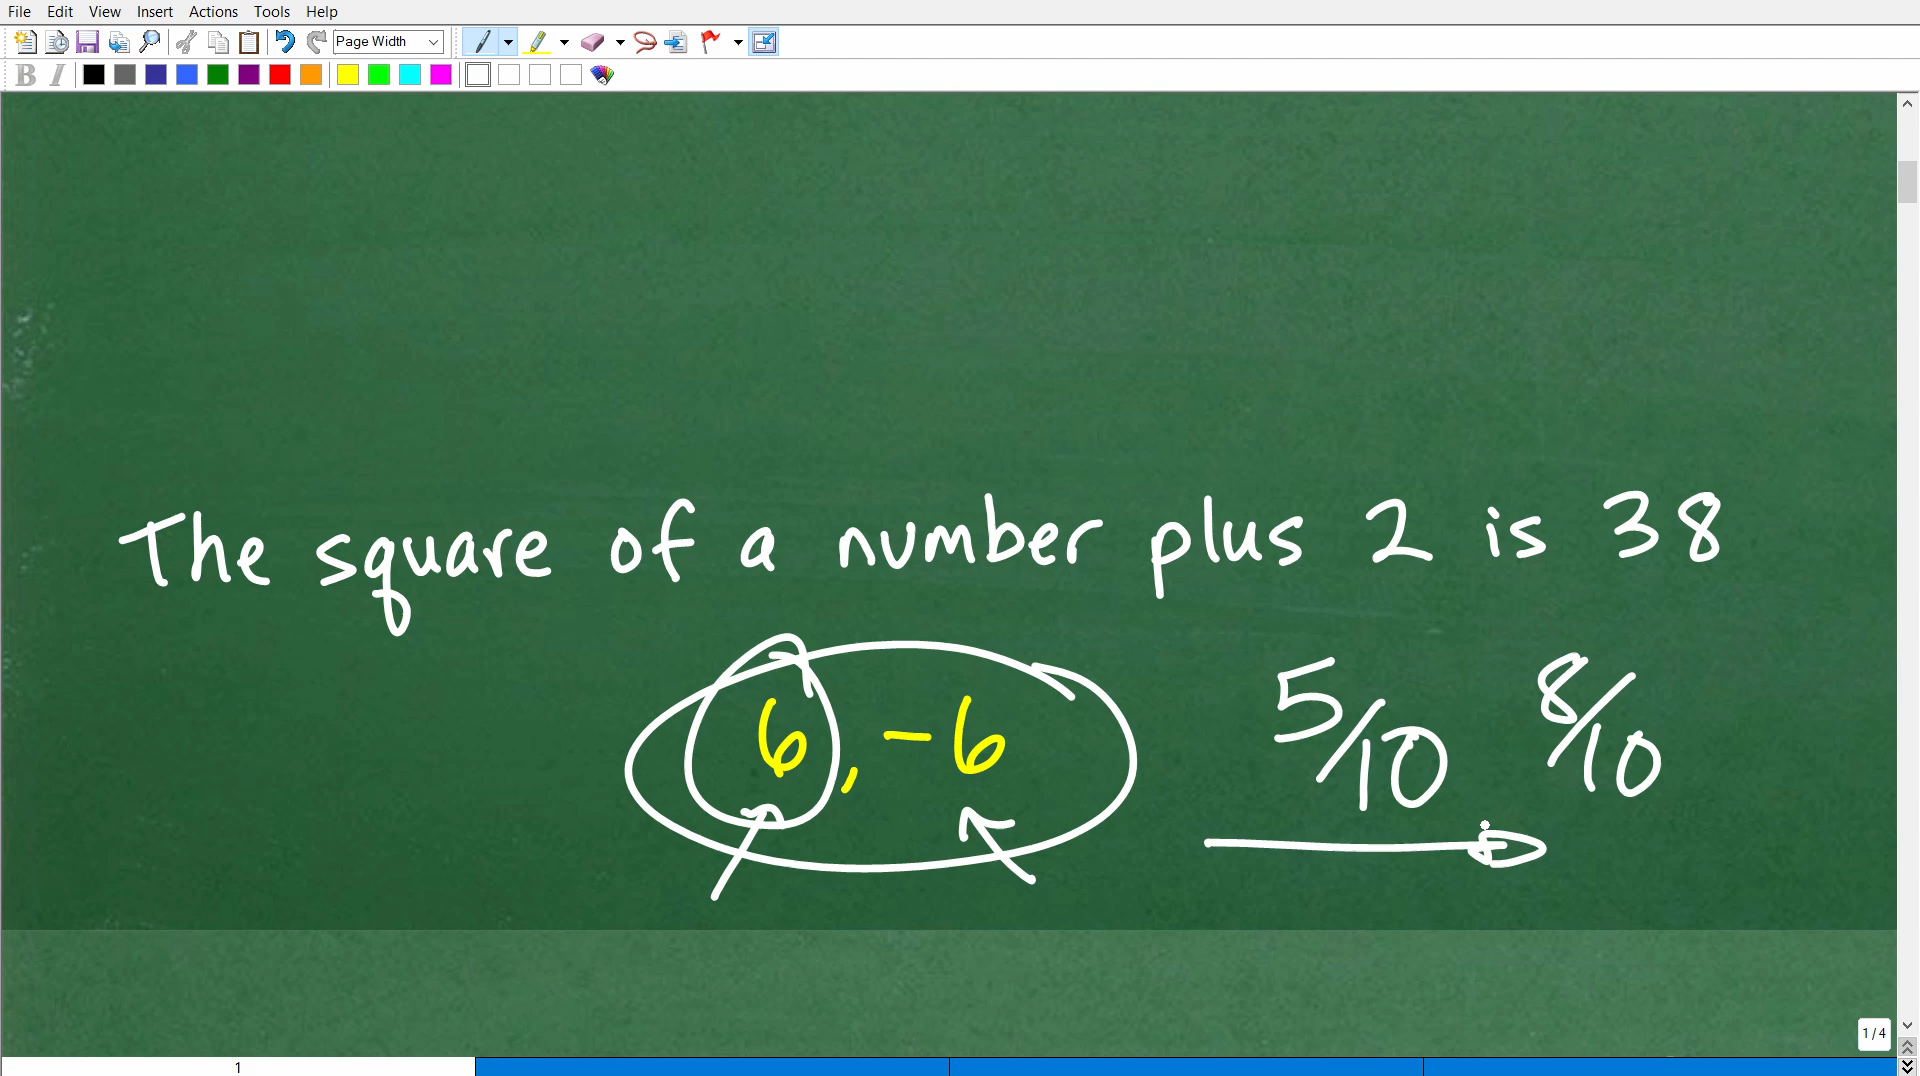 File Edit View Insert Actions Tools Help
Page Width
B I
The square of a number plus 2 is 38
6, -6 5/10 8/10
1 / 4
1